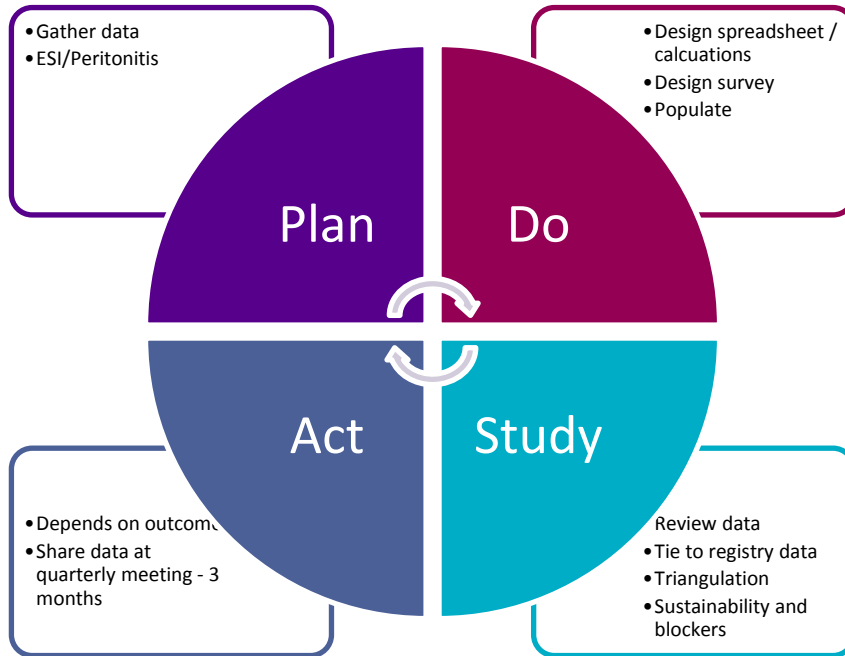 •Gather data
•ESI/Peritonitis
•Design spreadsheet /
calcuations
•Design survey
•Populate
Plan
Do
Act
Study
•Depends on outcome
•Share data at
quarterly meeting - 3
months
Review data
•Tie to registry data
•Triangulation
•Sustainability and
blockers